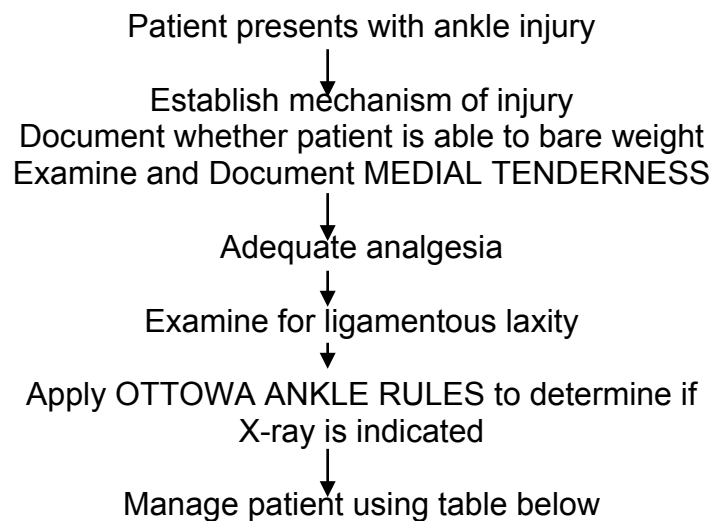 Patient presents with ankle injury
Establish mechanism of injury
Document whether patient is able to bare weight
Examine and Document MEDIAL TENDERNESS
Adequate analgesia
Examine for ligamentous laxity
Apply OTTOWA ANKLE RULES to determine if
X-ray is indicated
Manage patient using table below